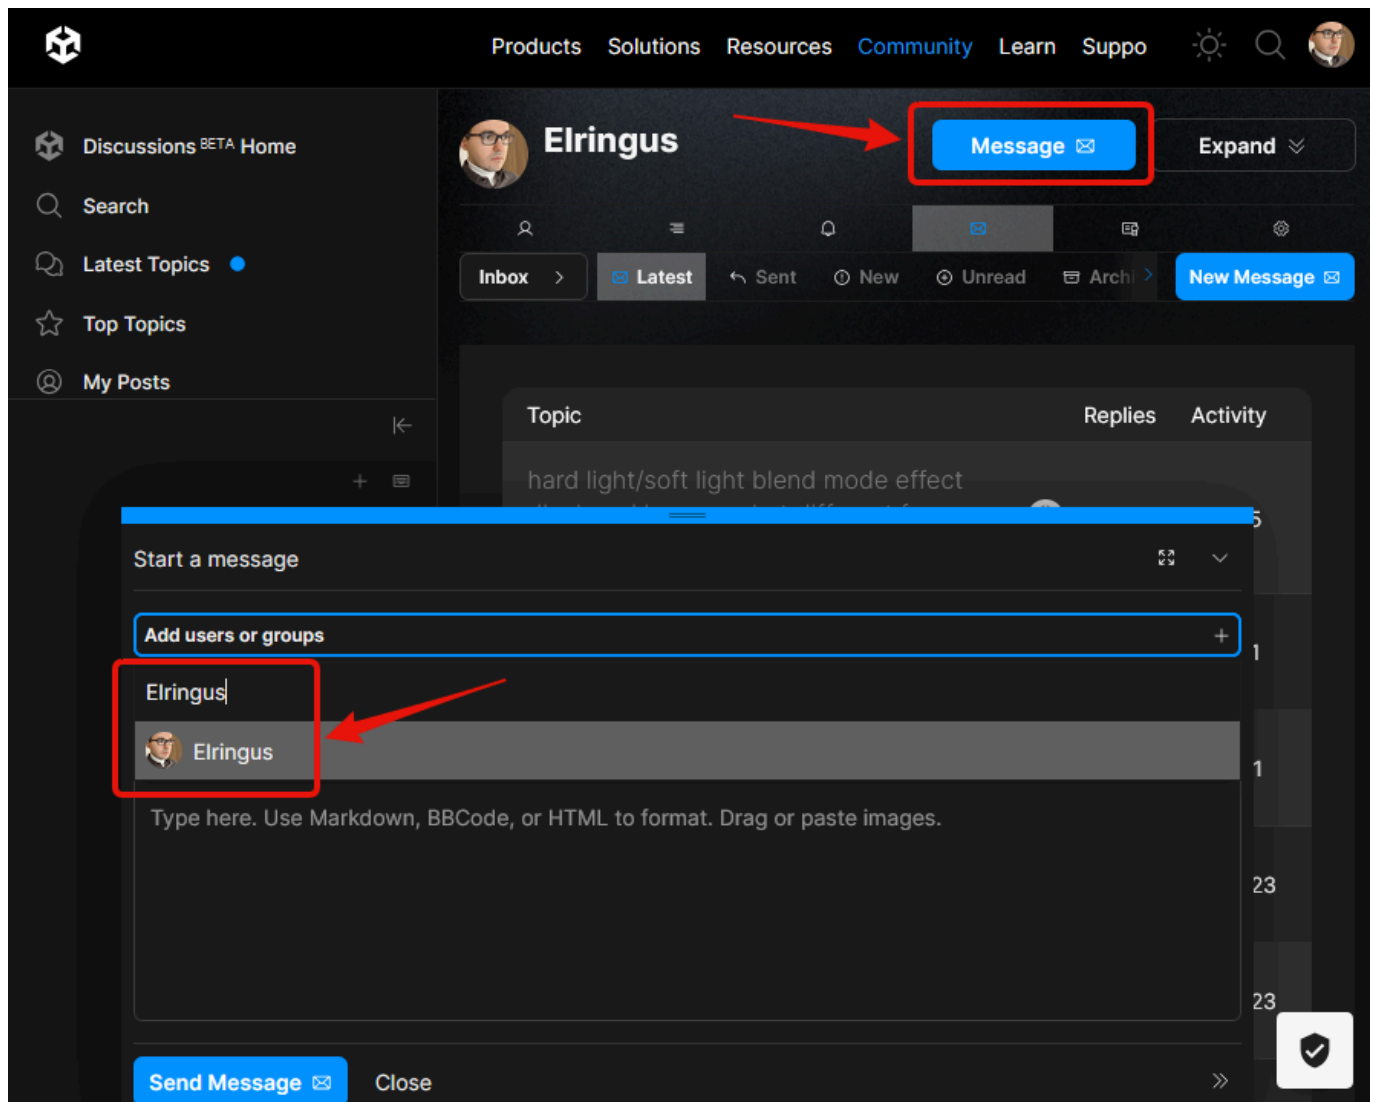 Products Solutions Resources Community Learn Suppo
Discussions BETA Home
Search
Latest Topics
Top Topics
My Posts
Elringus
Message
Expand
Inbox
Latest
Sent
New
Unread
Archi
New Message
Topic Replies Activity
hard light/soft light blend mode effect
5
Start a message
Add users or groups
1
Elringus
Elringus
1
Type here. Use Markdown, BBCode, or HTML to format. Drag or paste images.
23
23
Send Message
Close